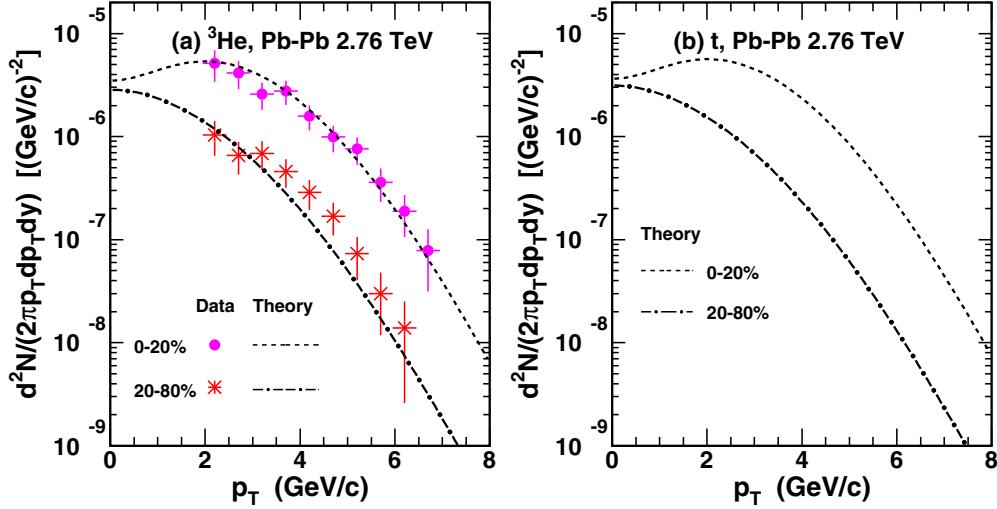 (a) ³He, Pb-Pb 2.76 TeV
d²N/(2πp_T dp_T dy) [(GeV/c)⁻²]
10⁻⁵
10⁻⁶
10⁻⁷
10⁻⁸
10⁻⁹
Data Theory
0-20%
20-80%
0 2 4 6 8
p_T (GeV/c)
(b) t, Pb-Pb 2.76 TeV
d²N/(2πp_T dp_T dy) [(GeV/c)⁻²]
10⁻⁵
10⁻⁶
10⁻⁷
10⁻⁸
10⁻⁹
Theory
0-20%
20-80%
0 2 4 6 8
p_T (GeV/c)